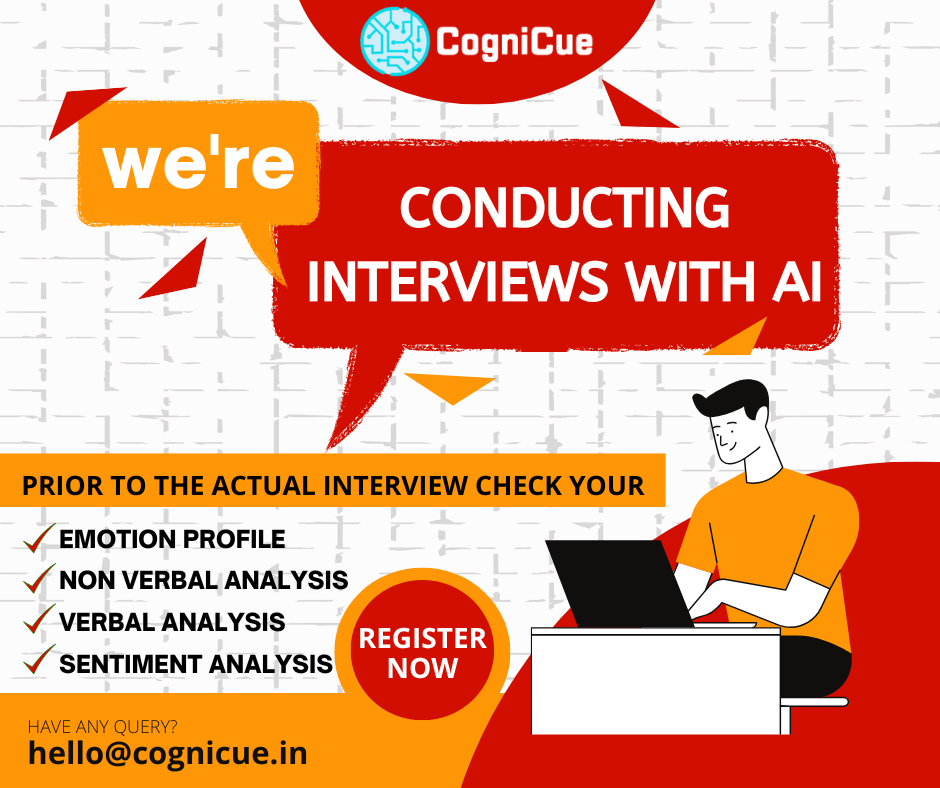 CogniCue
we're
CONDUCTING
INTERVIEWS WITH AI
PRIOR TO THE ACTUAL INTERVIEW CHECK YOUR
EMOTION PROFILE
NON VERBAL ANALYSIS
VERBAL ANALYSIS
SENTIMENT ANALYSIS
REGISTER
NOW
HAVE ANY QUERY?
hello@cognicue.in